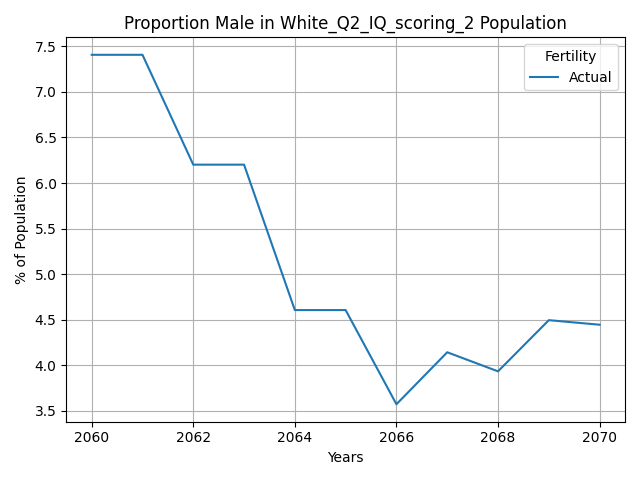 Proportion Male in White_Q2_IQ_scoring_2 Population
Fertility
Actual
7.5
7.0
6.5
6.0
5.5
5.0
4.5
4.0
3.5
% of Population
2060 2062 2064 2066 2068 2070
Years